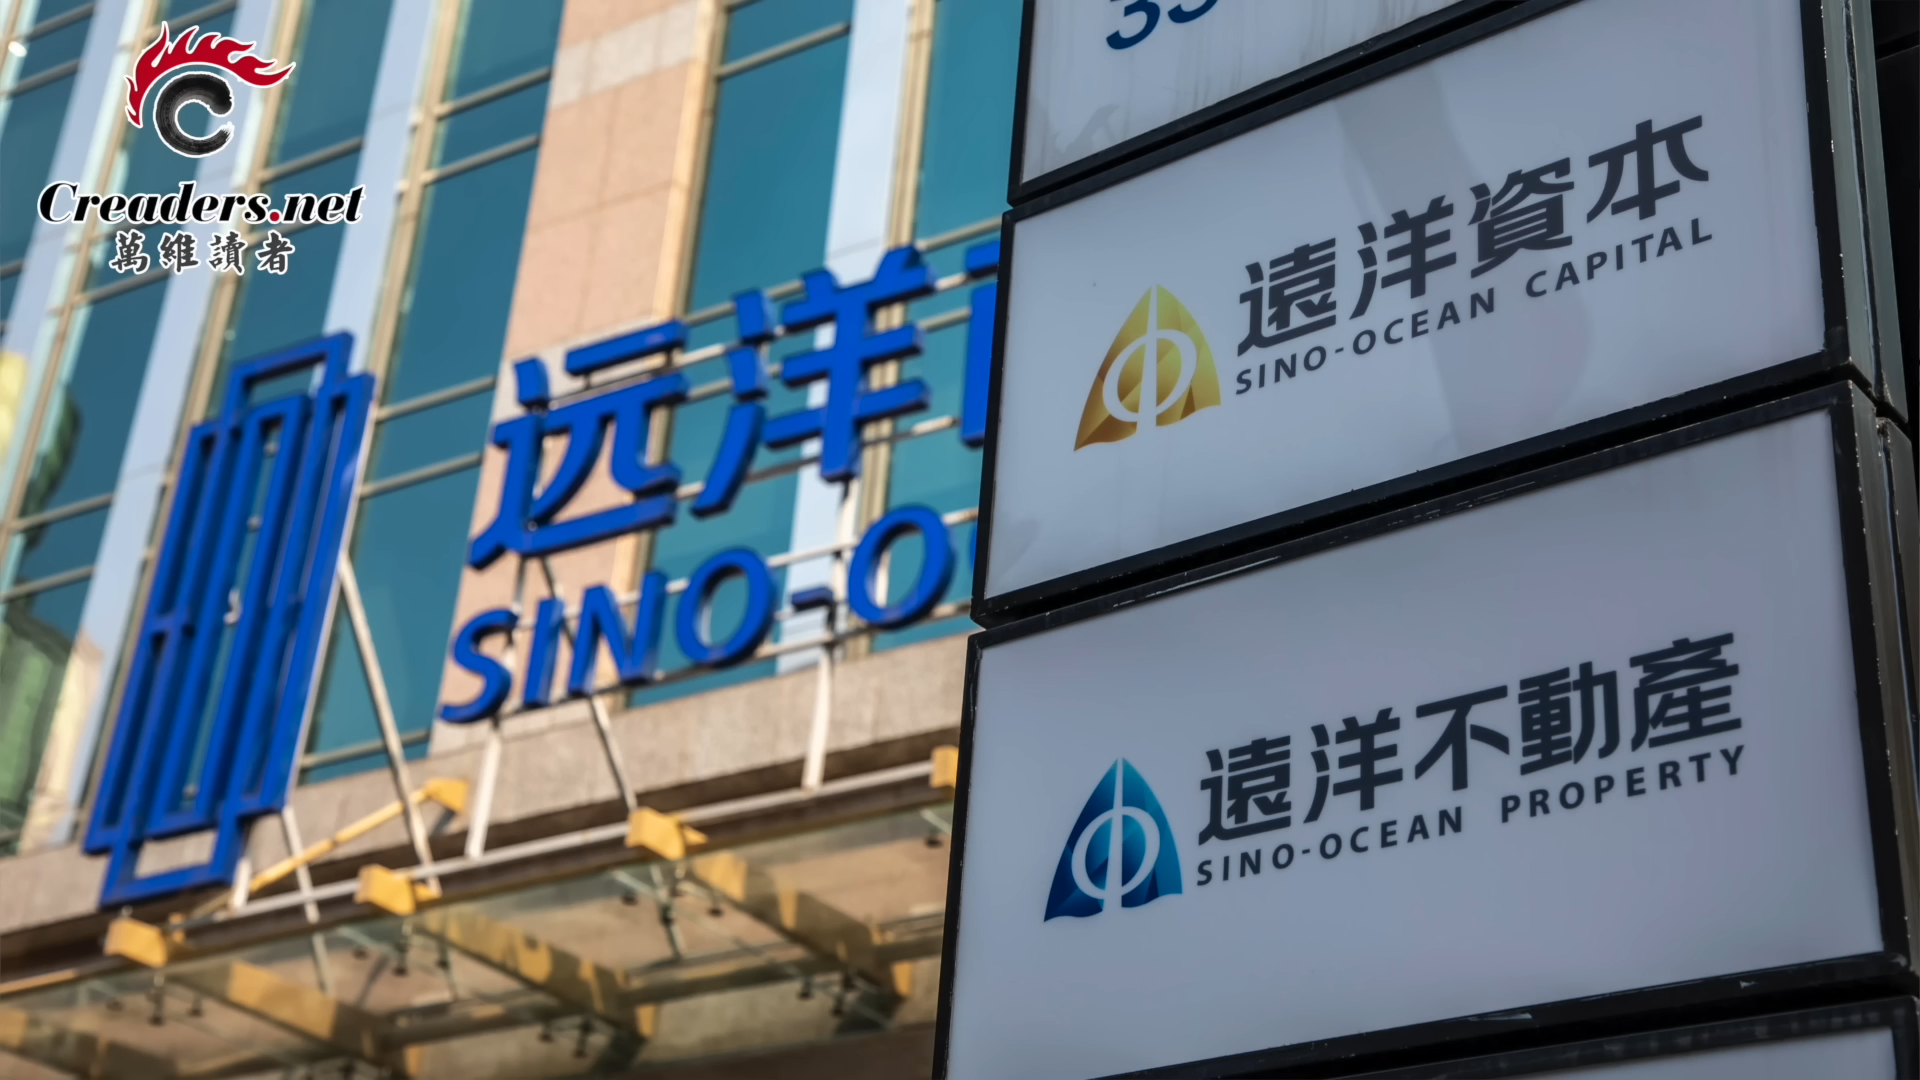 Creaders.net
萬維讀者
远洋
SINO-O
遠洋資本
SINO-OCEAN CAPITAL
遠洋不動產
SINO-OCEAN PROPERTY